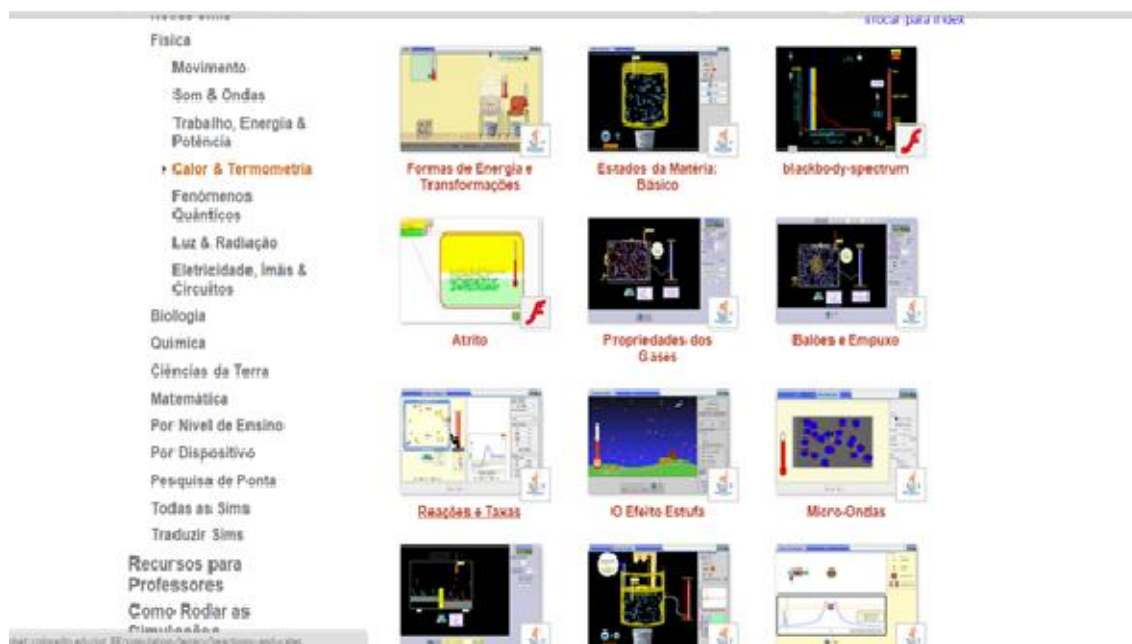 Trocar para Index
Física
Movimento
Som & Ondas
Trabalho, Energia &
Potência
Calor & Termometria
Fenômenos
Quânticos
Luz & Radiação
Eletricidade, Imãs &
Circuitos
Biologia
Química
Ciências da Terra
Matemática
Por Nível de Ensino
Por Dispositivo
Pesquisa de Ponta
Todas as Sims
Traduzir Sims
Recursos para
Professores
Como Rodar as
Simulações
Formas de Energia e
Transformações
Estados da Matéria:
Básico
blackbody-spectrum
Atrito
Propriedades dos
Gases
Balões e Empuxo
Reações e Taxas
O Efeito Estufa
Micro-Ondas